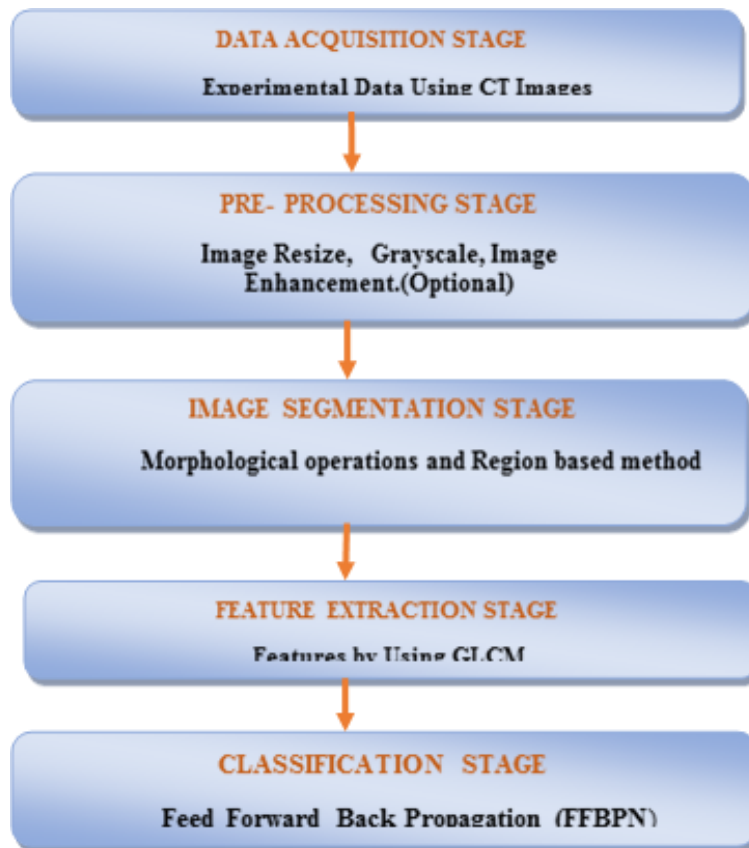 DATA ACQUISITION STAGE
Experimental Data Using CT Images
PRE- PROCESSING STAGE
Image Resize, Grayscale, Image
Enhancement.(Optional)
IMAGE SEGMENTATION STAGE
Morphological operations and Region based method
FEATURE EXTRACTION STAGE
Features by Using GLCM
CLASSIFICATION STAGE
Feed Forward Back Propagation (FFBPN)